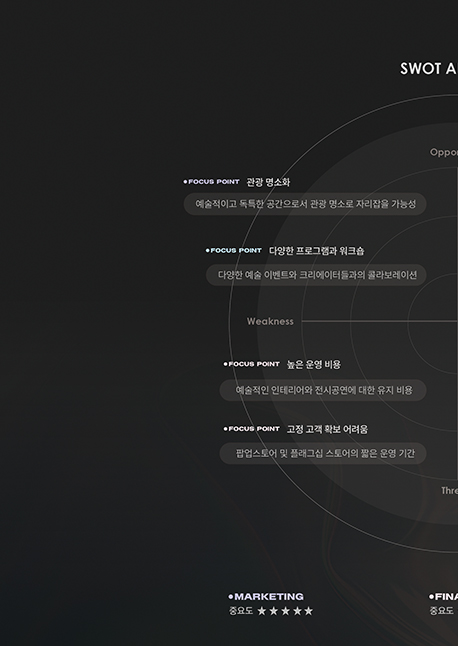 SWOT A
Oppor
FOCUS POINT 관광 명소화
예술적이고 독특한 공간으로서 관광 명소로 자리잡을 가능성
FOCUS POINT 다양한 프로그램과 워크숍
다양한 예술 이벤트와 크리에이터들과의 콜라보레이션
Weakness
FOCUS POINT 높은 운영 비용
예술적인 인테리어와 전시공연에 대한 유지 비용
FOCUS POINT 고정 고객 확보 어려움
팝업스토어 및 플래그십 스토어의 짧은 운영 기간
Thre
MARKETING
중요도 ★★★★★
FINA
중요도